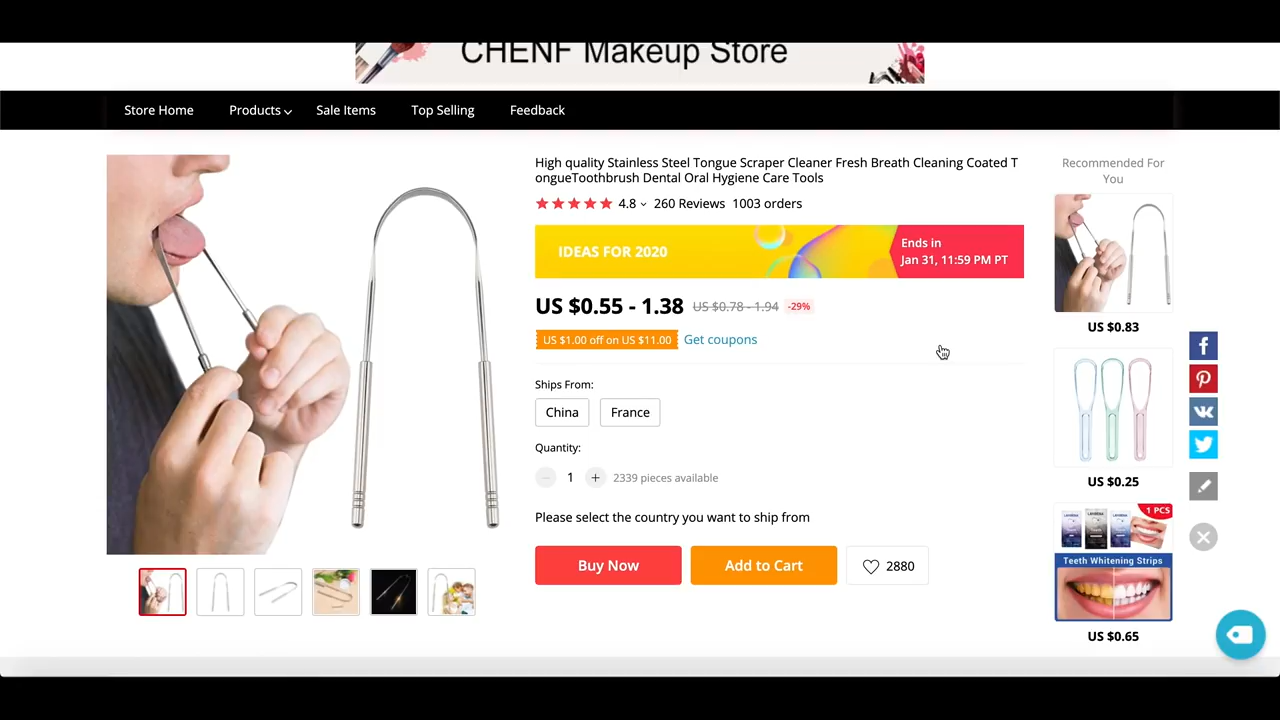 CHENF Makeup Store
Store Home Products Sale Items Top Selling Feedback
High quality Stainless Steel Tongue Scraper Cleaner Fresh Breath Cleaning Coated T
ongueToothbrush Dental Oral Hygiene Care Tools
4.8 260 Reviews 1003 orders
IDEAS FOR 2020
Ends in
Jan 31, 11:59 PM PT
US $0.55 - 1.38 US $0.78 - 1.94 -29%
US $1.00 off on US $11.00 Get coupons
Ships From:
China France
Quantity:
1 2339 pieces available
Please select the country you want to ship from
Buy Now Add to Cart 2880
Recommended For
You
US $0.83
US $0.25
1 PCS
Teeth Whitening Strips
US $0.65